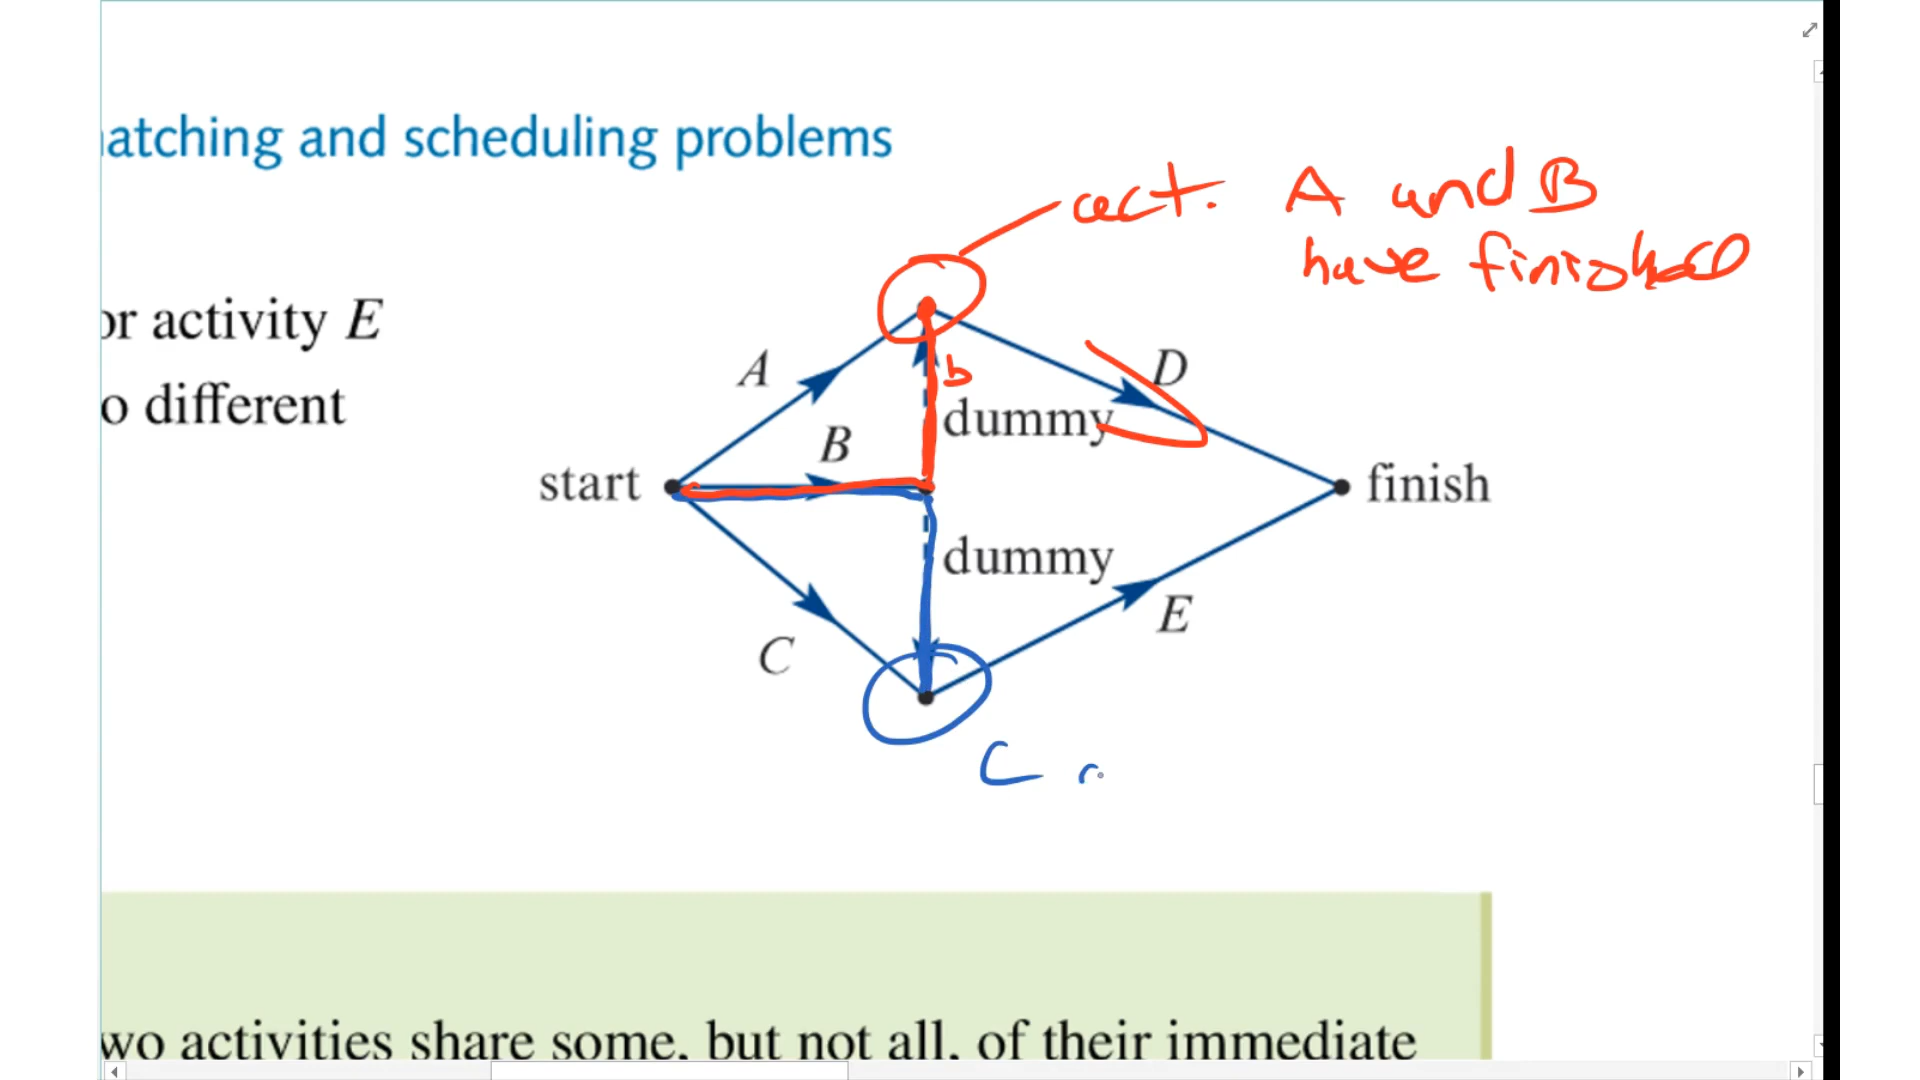 atching and scheduling problems
act. A and B
have finished
or activity E
o different
A
D
b
dummy
B
start
finish
dummy
E
C
C
wo activities share some, but not all, of their immediate